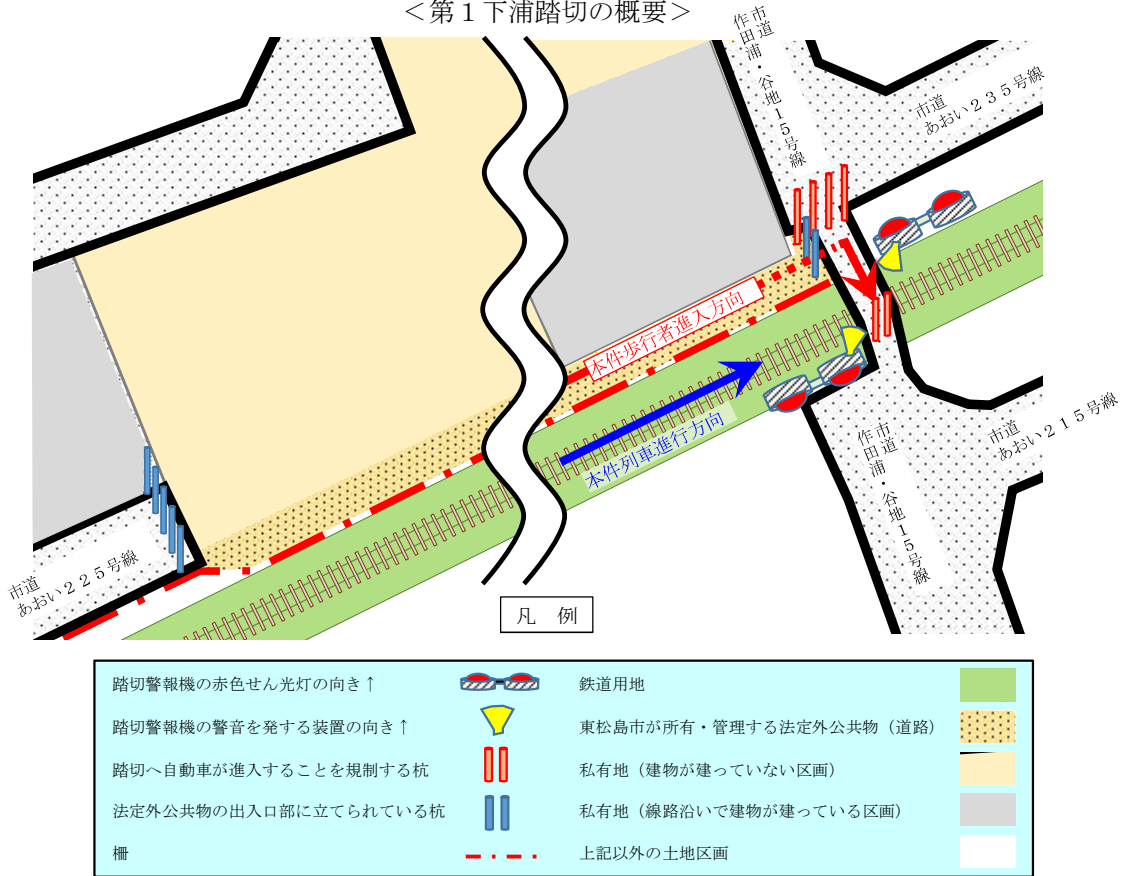 <第１下浦踏切の概要>
市道
作田浦・谷地１５号線
市道
あおい２３５号線
本件歩行者進入方向
本件列車進行方向
市道
あおい２１５号線
市道
作田浦・谷地１５号線
市道
あおい２２５号線
凡　例
踏切警報機の赤色せん光灯の向き↑
鉄道用地
踏切警報機の警音を発する装置の向き↑
東松島市が所有・管理する法定外公共物（道路）
踏切へ自動車が進入することを規制する杭
私有地（建物が建っていない区画）
法定外公共物の出入口部に立てられている杭
私有地（線路沿いで建物が建っている区画）
柵
上記以外の土地区画